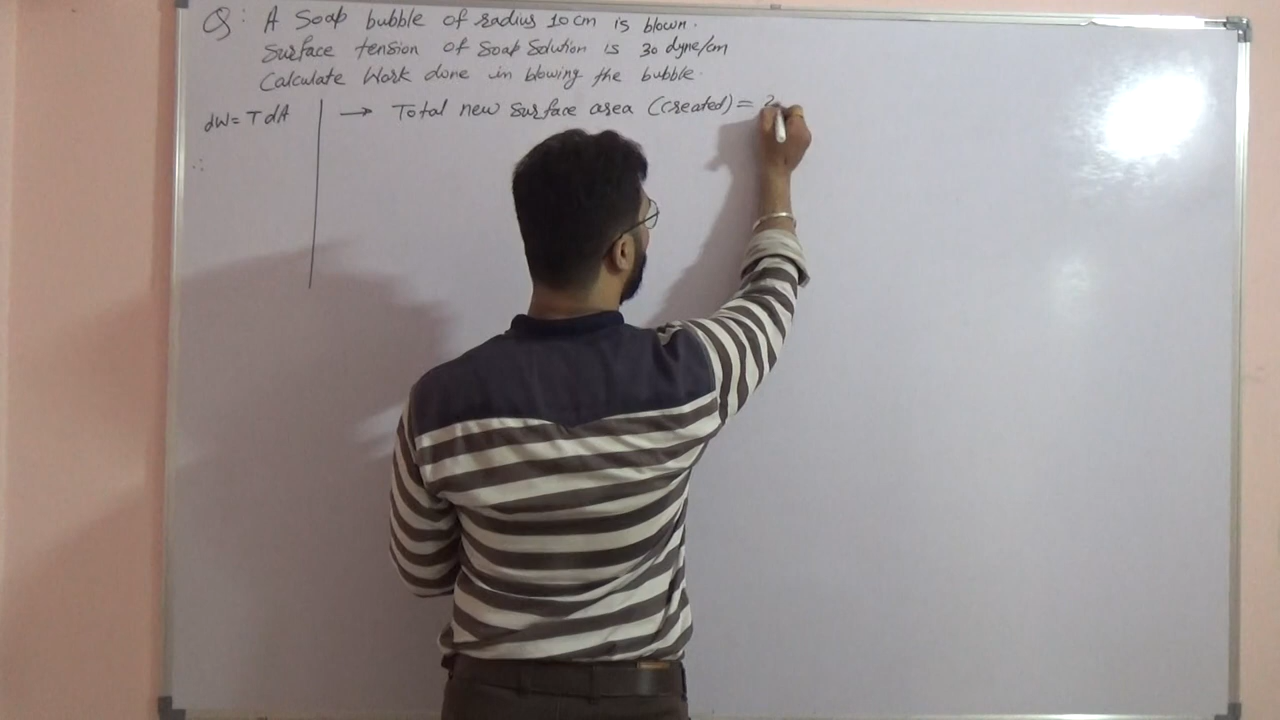 Q: A Soap bubble of radius 10 cm is blown.
Surface tension of Soap Solution is 30 dyne/cm
Calculate Work done in blowing the bubble.
dW = T dA
→ Total new surface area (created) = 2
∴